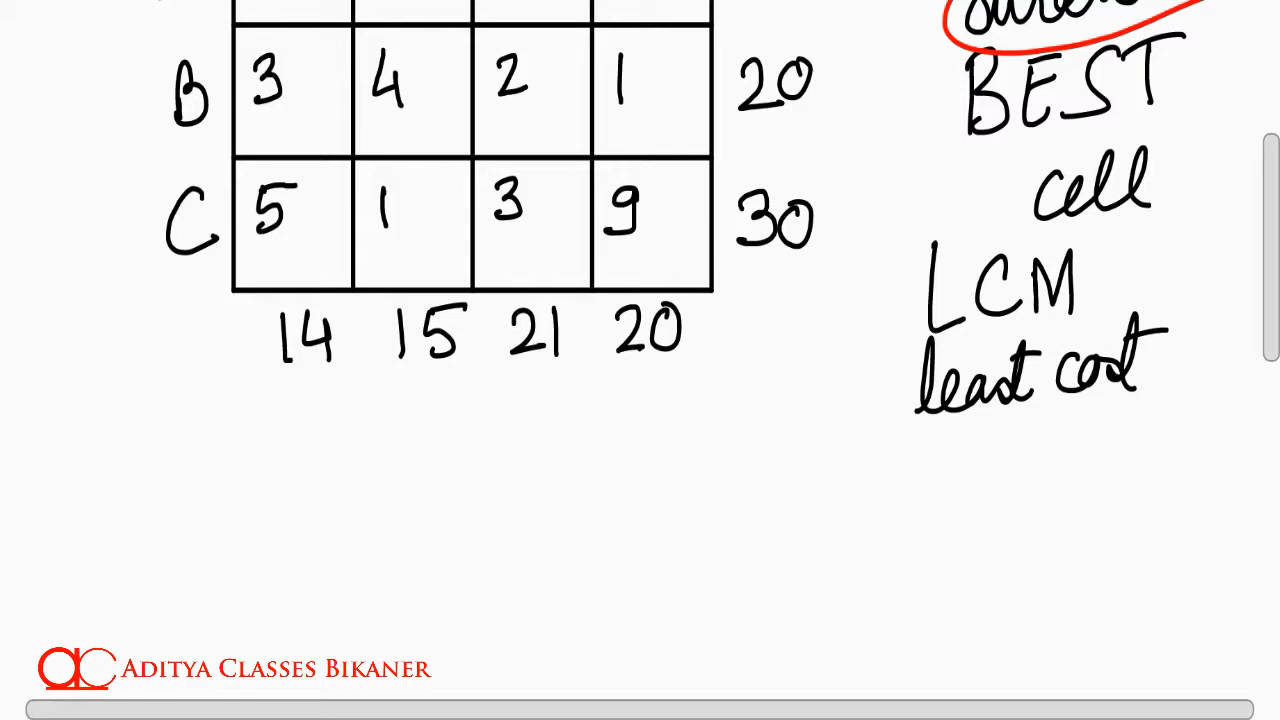 B 3 4 2 1 20
C 5 1 3 9 30
14 15 21 20
BEST
cell
LCM
least cost
ADITYA CLASSES BIKANER